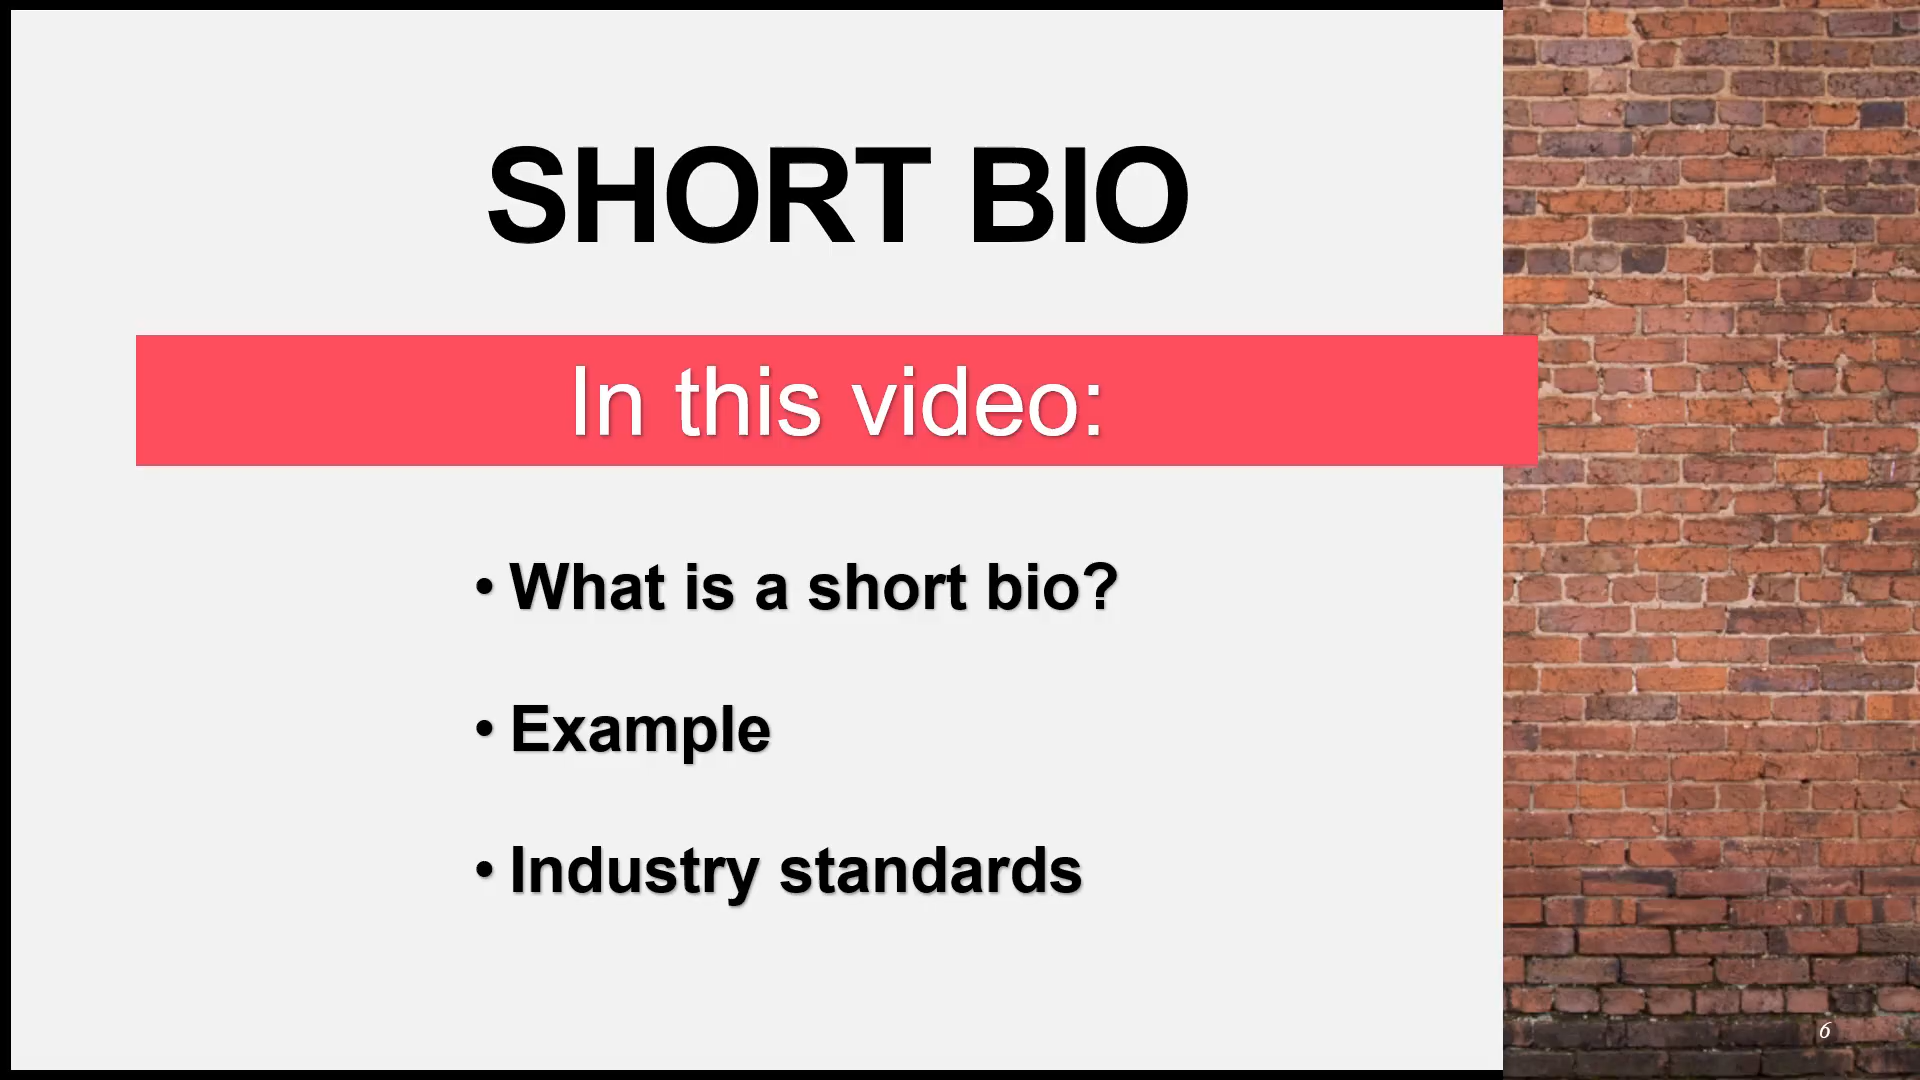 SHORT BIO
In this video:
• What is a short bio?
• Example
• Industry standards
6